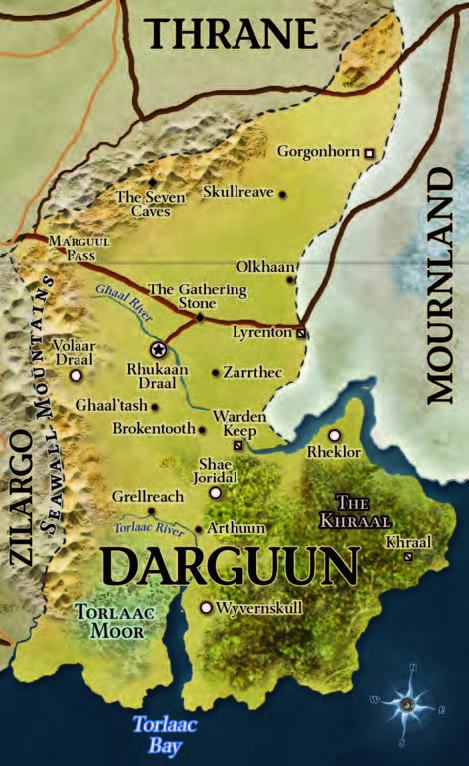 THRANE
Gorgonhorn
The Seven
Caves
Skullreave
MOURNLAND
Marguul
Pass
Olkhaan
Ghaal River
The Gathering
Stone
Lyrenton
SEAWALL MOUNTAINS
Volaar
Draal
Rhukaan
Draal
Zarrthec
Ghaal'tash
Brokentooth
Warden
Keep
Rheklor
ZILARGO
Shae
Joridal
Grellreach
The
Khraal
Torlaac River
Arthuun
Khraal
DARGUUN
Torlaac
Moor
Wyvernskull
N
W
E
S
Torlaac
Bay